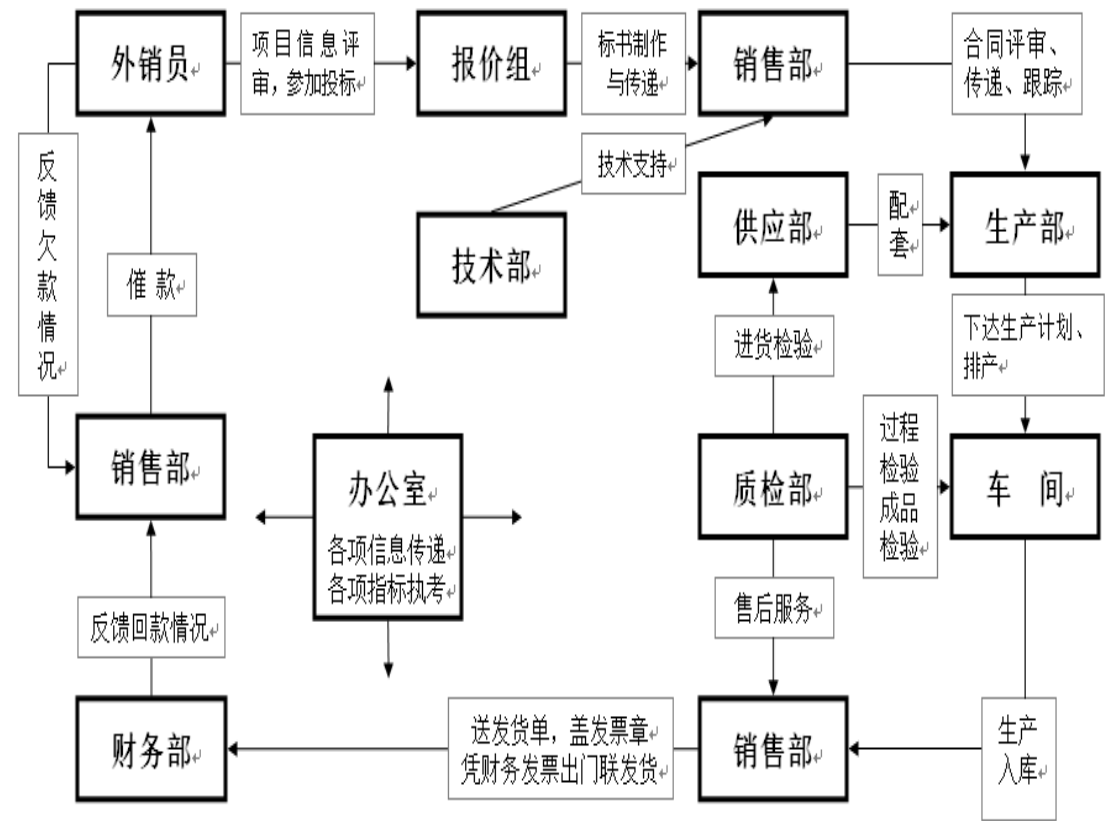 外销员
项目信息评
审，参加投标
报价组
标书制作
与传递
销售部
合同评审、
传递、跟踪
反
馈
欠
款
情
况
技术支持
技术部
供应部
配
套
生产部
催 款
进货检验
下达生产计划、
排产
销售部
办公室
各项信息传递
各项指标执考
质检部
过程
检验
成品
检验
车 间
反馈回款情况
售后服务
财务部
送发货单，盖发票章
凭财务发票出门联发货
销售部
生产
入库